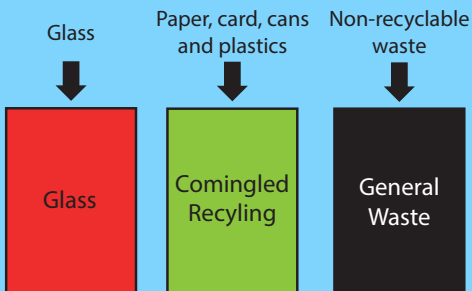 Glass
Paper, card, cans
and plastics
Non-recyclable
waste
Glass
Comingled
Recyling
General
Waste